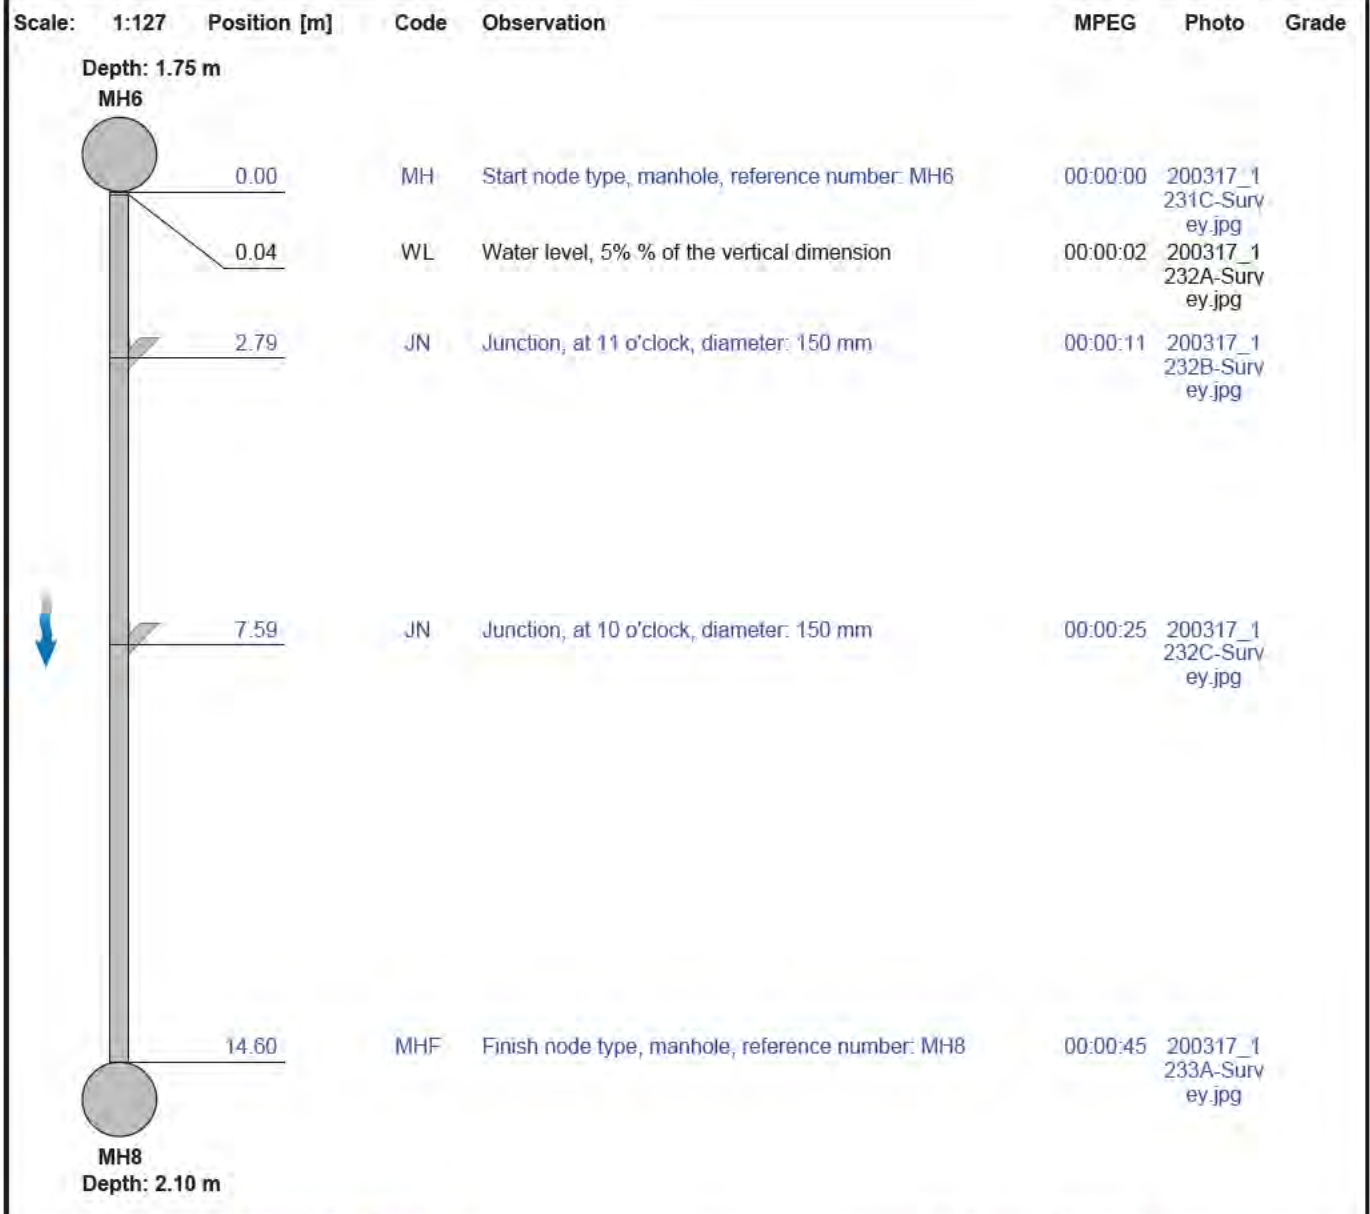 Scale: 1:127 Position [m] Code Observation MPEG Photo Grade
Depth: 1.75 m
MH6
0.00 MH Start node type, manhole, reference number: MH6 00:00:00 200317_1
231C-Surv
ey.jpg
0.04 WL Water level, 5% % of the vertical dimension 00:00:02 200317_1
232A-Surv
ey.jpg
2.79 JN Junction, at 11 o'clock, diameter: 150 mm 00:00:11 200317_1
232B-Surv
ey.jpg
7.59 JN Junction, at 10 o'clock, diameter: 150 mm 00:00:25 200317_1
232C-Surv
ey.jpg
14.60 MHF Finish node type, manhole, reference number: MH8 00:00:45 200317_1
233A-Surv
ey.jpg
MH8
Depth: 2.10 m